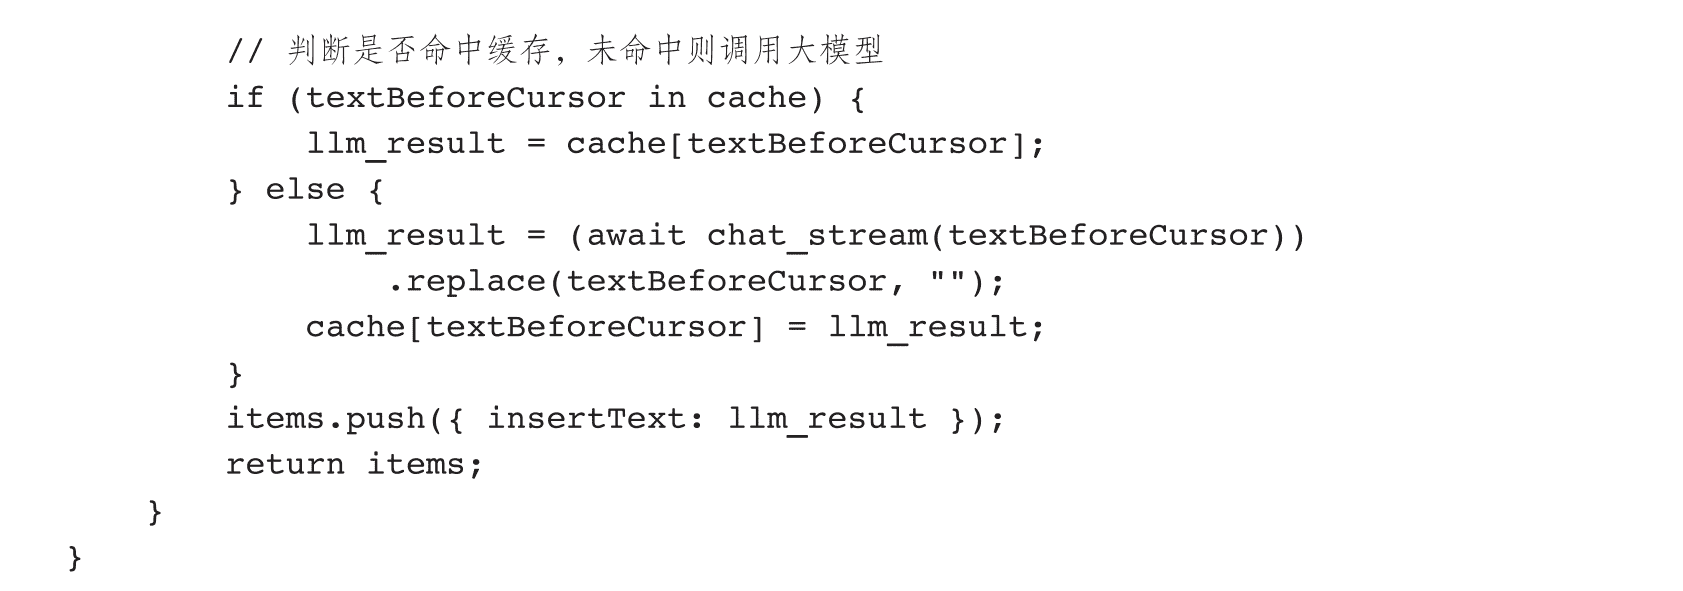 // 判断是否命中缓存，未命中则调用大模型
        if (textBeforeCursor in cache) {
            llm_result = cache[textBeforeCursor];
        } else {
            llm_result = (await chat_stream(textBeforeCursor))
                .replace(textBeforeCursor, "");
            cache[textBeforeCursor] = llm_result;
        }
        items.push({ insertText: llm_result });
        return items;
    }
}